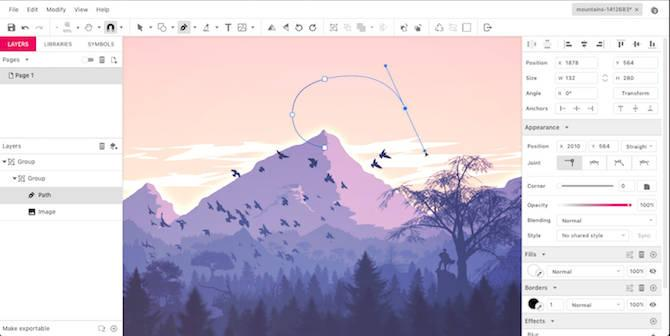 File Edit Modify View Help mountains-1412683*
LAYERS LIBRARIES SYMBOLS
Pages
Page 1
Layers
Group
Group
Path
Image
Make exportable
Position X 1878 Y 564
Size W 132 H 280
Angle R 0° Transform
Anchors
Appearance
Position X 2010 Y 564 Straigh
Joint
Corner 0
Opacity 100%
Blending Normal
Style No shared style Sync
Fills
Normal 100%
Borders
1 Normal 100%
Effects
Blur